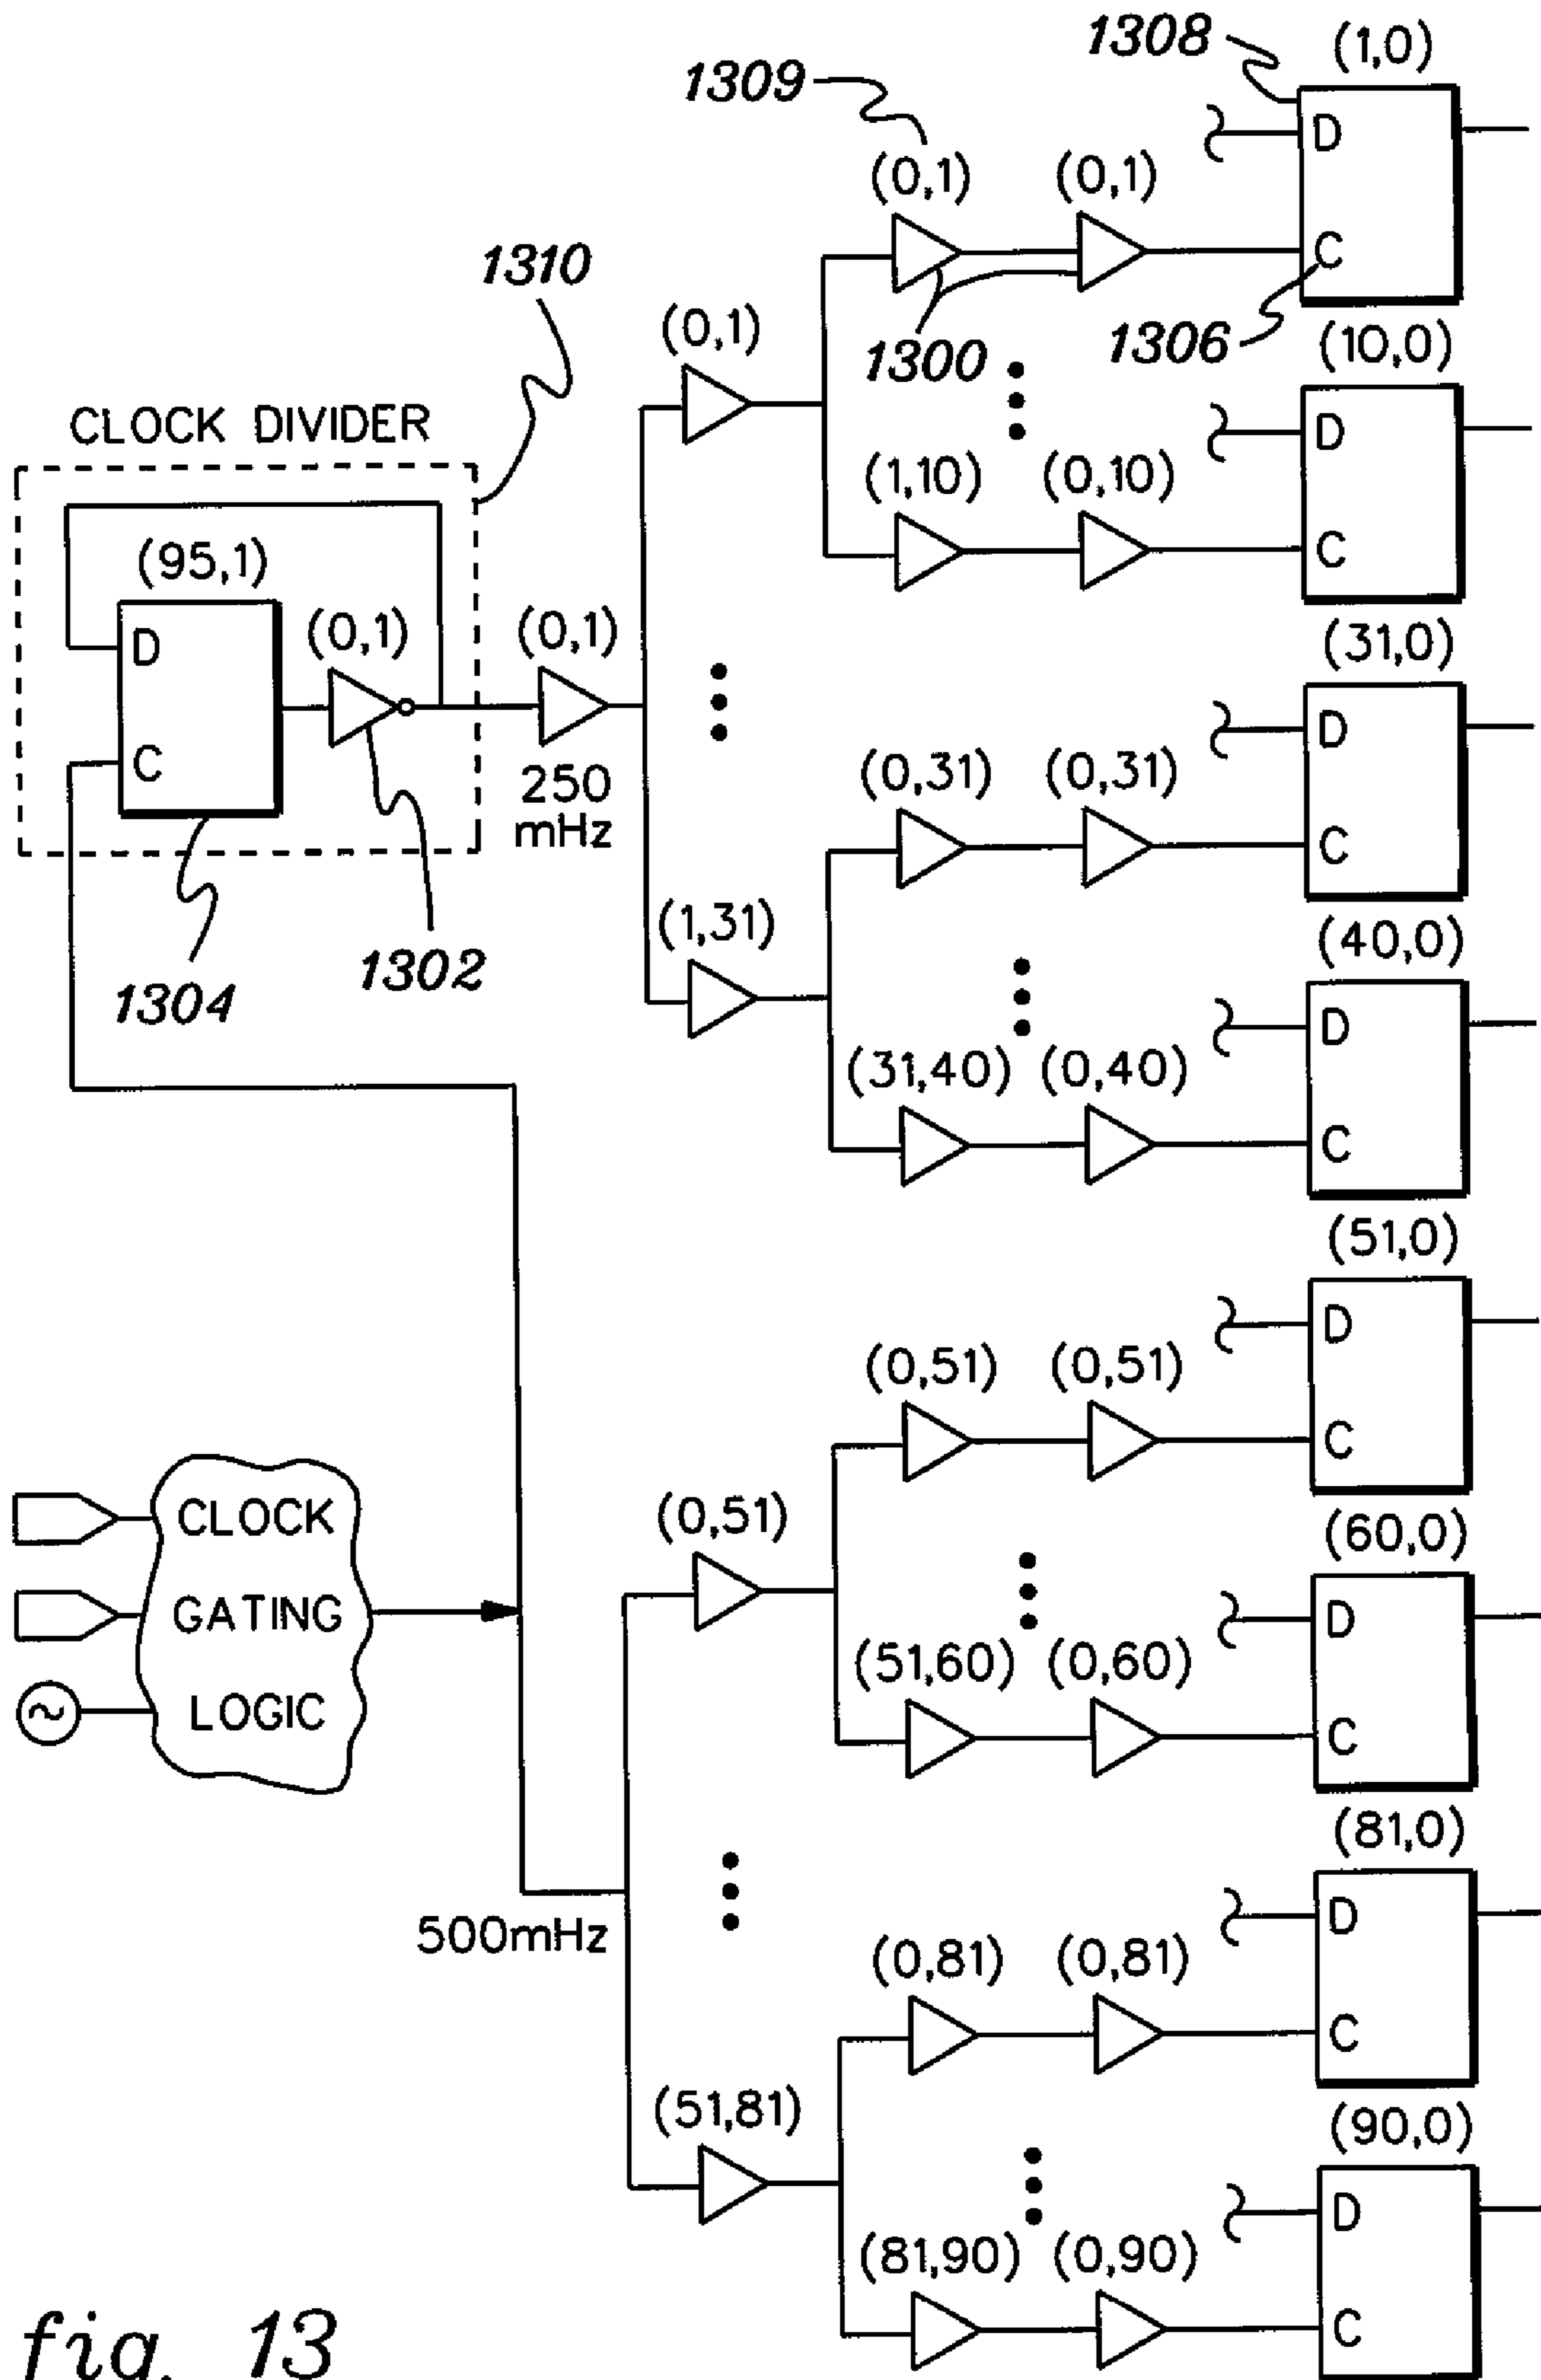 1308 (1,0)
1309
D
(0,1) (0,1)
C
1310
1300 1306
(0,1) (10,0)
D
CLOCK DIVIDER
(1,10) (0,10)
C
(95,1)
D (0,1) (0,1) (31,0)
D
C
250
mHz
(0,31) (0,31)
C
(1,31)
1304 1302
(40,0)
D
(31,40) (0,40)
C
(51,0)
D
(0,51) (0,51)
C
CLOCK
GATING
LOGIC
(0,51)
(60,0)
D
(51,60) (0,60)
C
(81,0)
D
500mHz
(0,81) (0,81)
C
(51,81)
(90,0)
D
(81,90) (0,90)
C
fig. 13